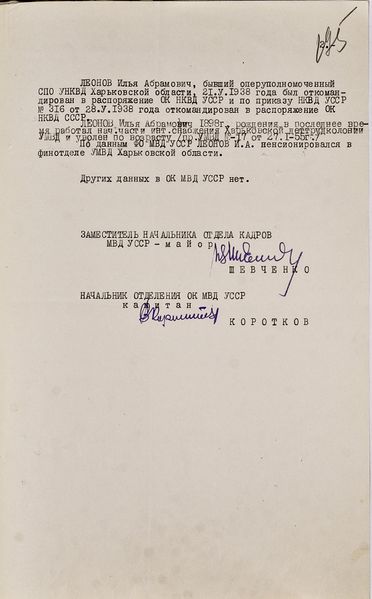 ЛЕОНОВ Илья Абрамович, бывший оперуполномоченный
СПО УНКВД Харьковской области, 21.У.1938 года был откоман-
дирован в распоряжение ОК НКВД УССР и по приказу НКВД УССР
№ 316 от 28.У.1938 года откомандирован в распоряжение ОК
НКВД СССР.
ЛЕОНОВ Илья Абрамович 1898г. рождения в последнее вре-
мя работал нач.части инт.снабжения Харьковской деттрудколонии
УМВД и уволен по возрасту /пр.УМВД №-17 от 27.I-55г./
По данным ФО МВД УССР ЛЕОНОВ И.А. пенсионировался в
финотделе УМВД Харьковской области.
Других данных в ОК МВД УССР нет.
ЗАМЕСТИТЕЛЬ НАЧАЛЬНИКА ОТДЕЛА КАДРОВ
МВД УССР - майор
ШЕВЧЕНКО
НАЧАЛЬНИК ОТДЕЛЕНИЯ ОК МВД УССР
капитан
КОРОТКОВ